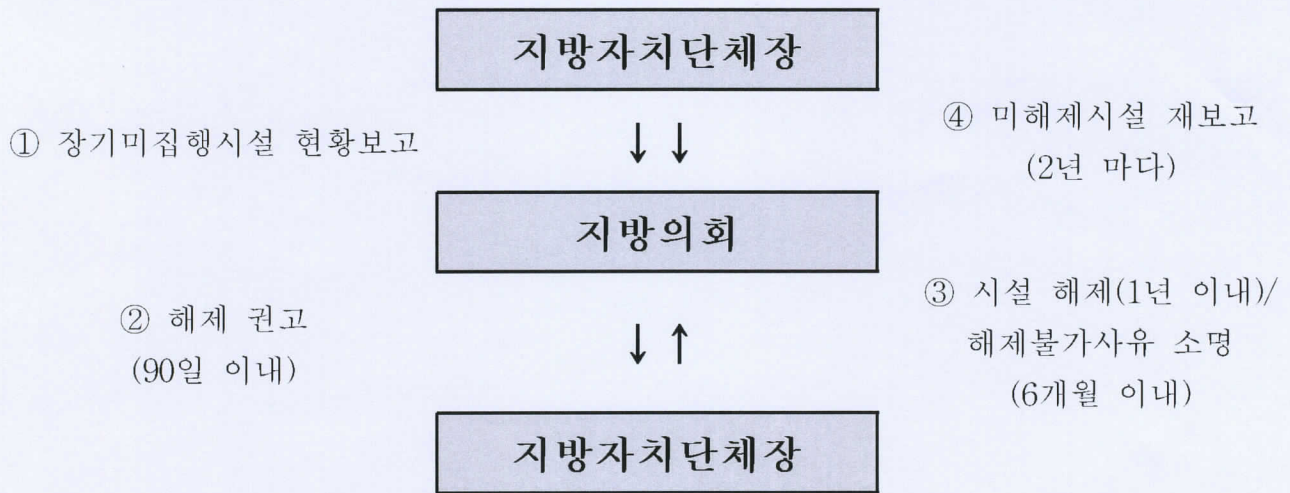 지방자치단체장
① 장기미집행시설 현황보고
↓ ↓
④ 미해제시설 재보고
(2년 마다)
지방의회
② 해제 권고
(90일 이내)
↓ ↑
③ 시설 해제(1년 이내)/
해제불가사유 소명
(6개월 이내)
지방자치단체장